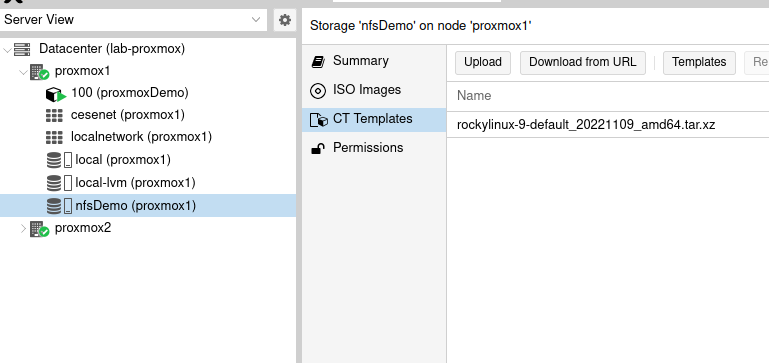 Server View
Datacenter (lab-proxmox)
proxmox1
100 (proxmoxDemo)
cesenet (proxmox1)
localnetwork (proxmox1)
local (proxmox1)
local-lvm (proxmox1)
nfsDemo (proxmox1)
proxmox2
Storage 'nfsDemo' on node 'proxmox1'
Summary
ISO Images
CT Templates
Permissions
Upload Download from URL Templates Re
Name
rockylinux-9-default_20221109_amd64.tar.xz